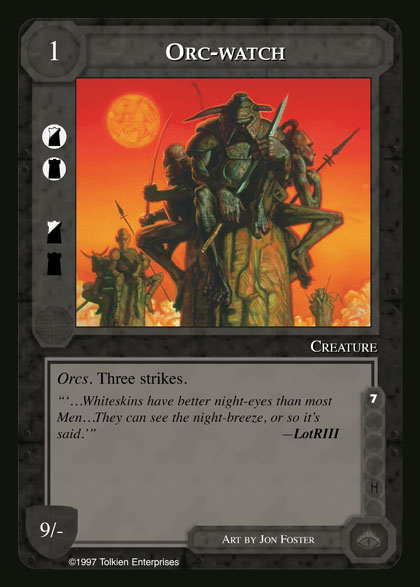 1
ORC-WATCH
CREATURE
Orcs. Three strikes.
“‘…Whiteskins have better night-eyes than most
Men…They can see the night-breeze, or so it’s
said.’” —LotRIII
7
9/-
ART BY JON FOSTER
©1997 Tolkien Enterprises